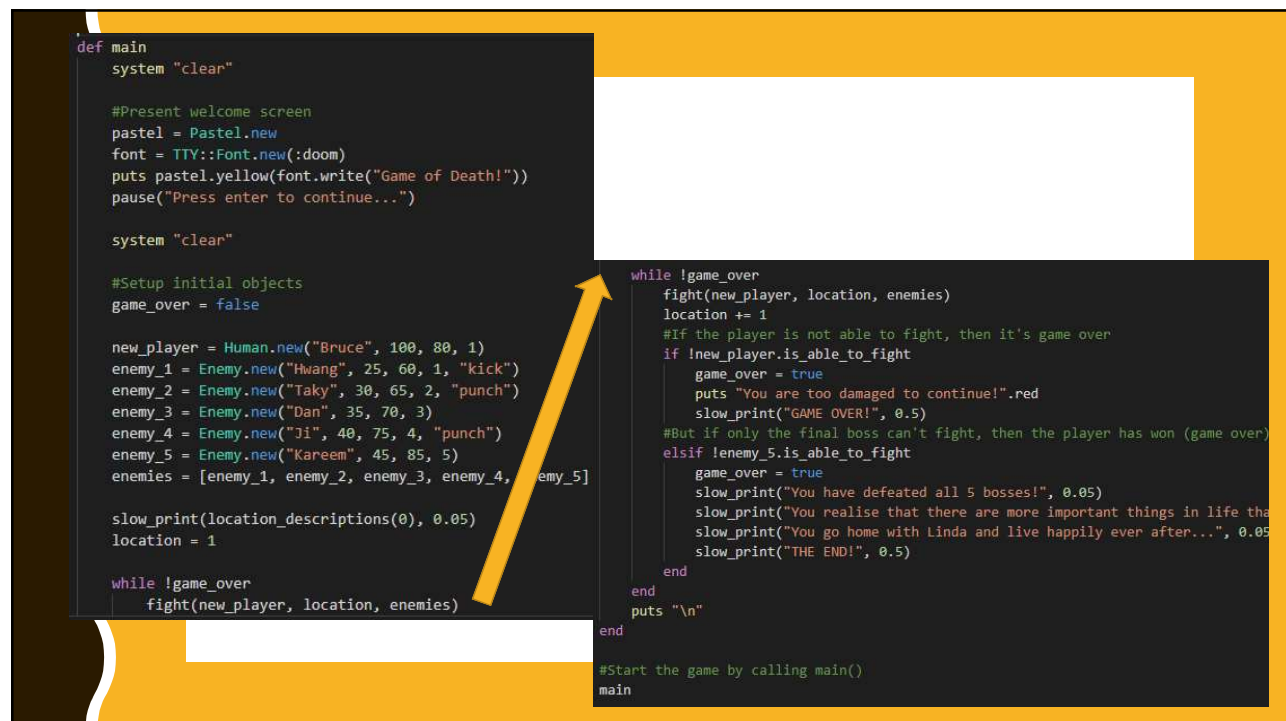 def main
system "clear"
#Present welcome screen
pastel = Pastel.new
font = TTY::Font.new(:doom)
puts pastel.yellow(font.write("Game of Death!"))
pause("Press enter to continue...")
system "clear"
#Setup initial objects
game_over = false
new_player = Human.new("Bruce", 100, 80, 1)
enemy_1 = Enemy.new("Hwang", 25, 60, 1, "kick")
enemy_2 = Enemy.new("Taky", 30, 65, 2, "punch")
enemy_3 = Enemy.new("Dan", 35, 70, 3)
enemy_4 = Enemy.new("Ji", 40, 75, 4, "punch")
enemy_5 = Enemy.new("Kareem", 45, 85, 5)
enemies = [enemy_1, enemy_2, enemy_3, enemy_4, emy_5]
slow_print(location_descriptions(0), 0.05)
location = 1
while !game_over
fight(new_player, location, enemies)
while !game_over
fight(new_player, location, enemies)
location += 1
#If the player is not able to fight, then it's game over
if !new_player.is_able_to_fight
game_over = true
puts "You are too damaged to continue!".red
slow_print("GAME OVER!", 0.5)
#But if only the final boss can't fight, then the player has won (game over)
elsif !enemy_5.is_able_to_fight
game_over = true
slow_print("You have defeated all 5 bosses!", 0.05)
slow_print("You realise that there are more important things in life tha
slow_print("You go home with Linda and live happily ever after...", 0.05
slow_print("THE END!", 0.5)
end
end
puts "\n"
end
#Start the game by calling main()
main